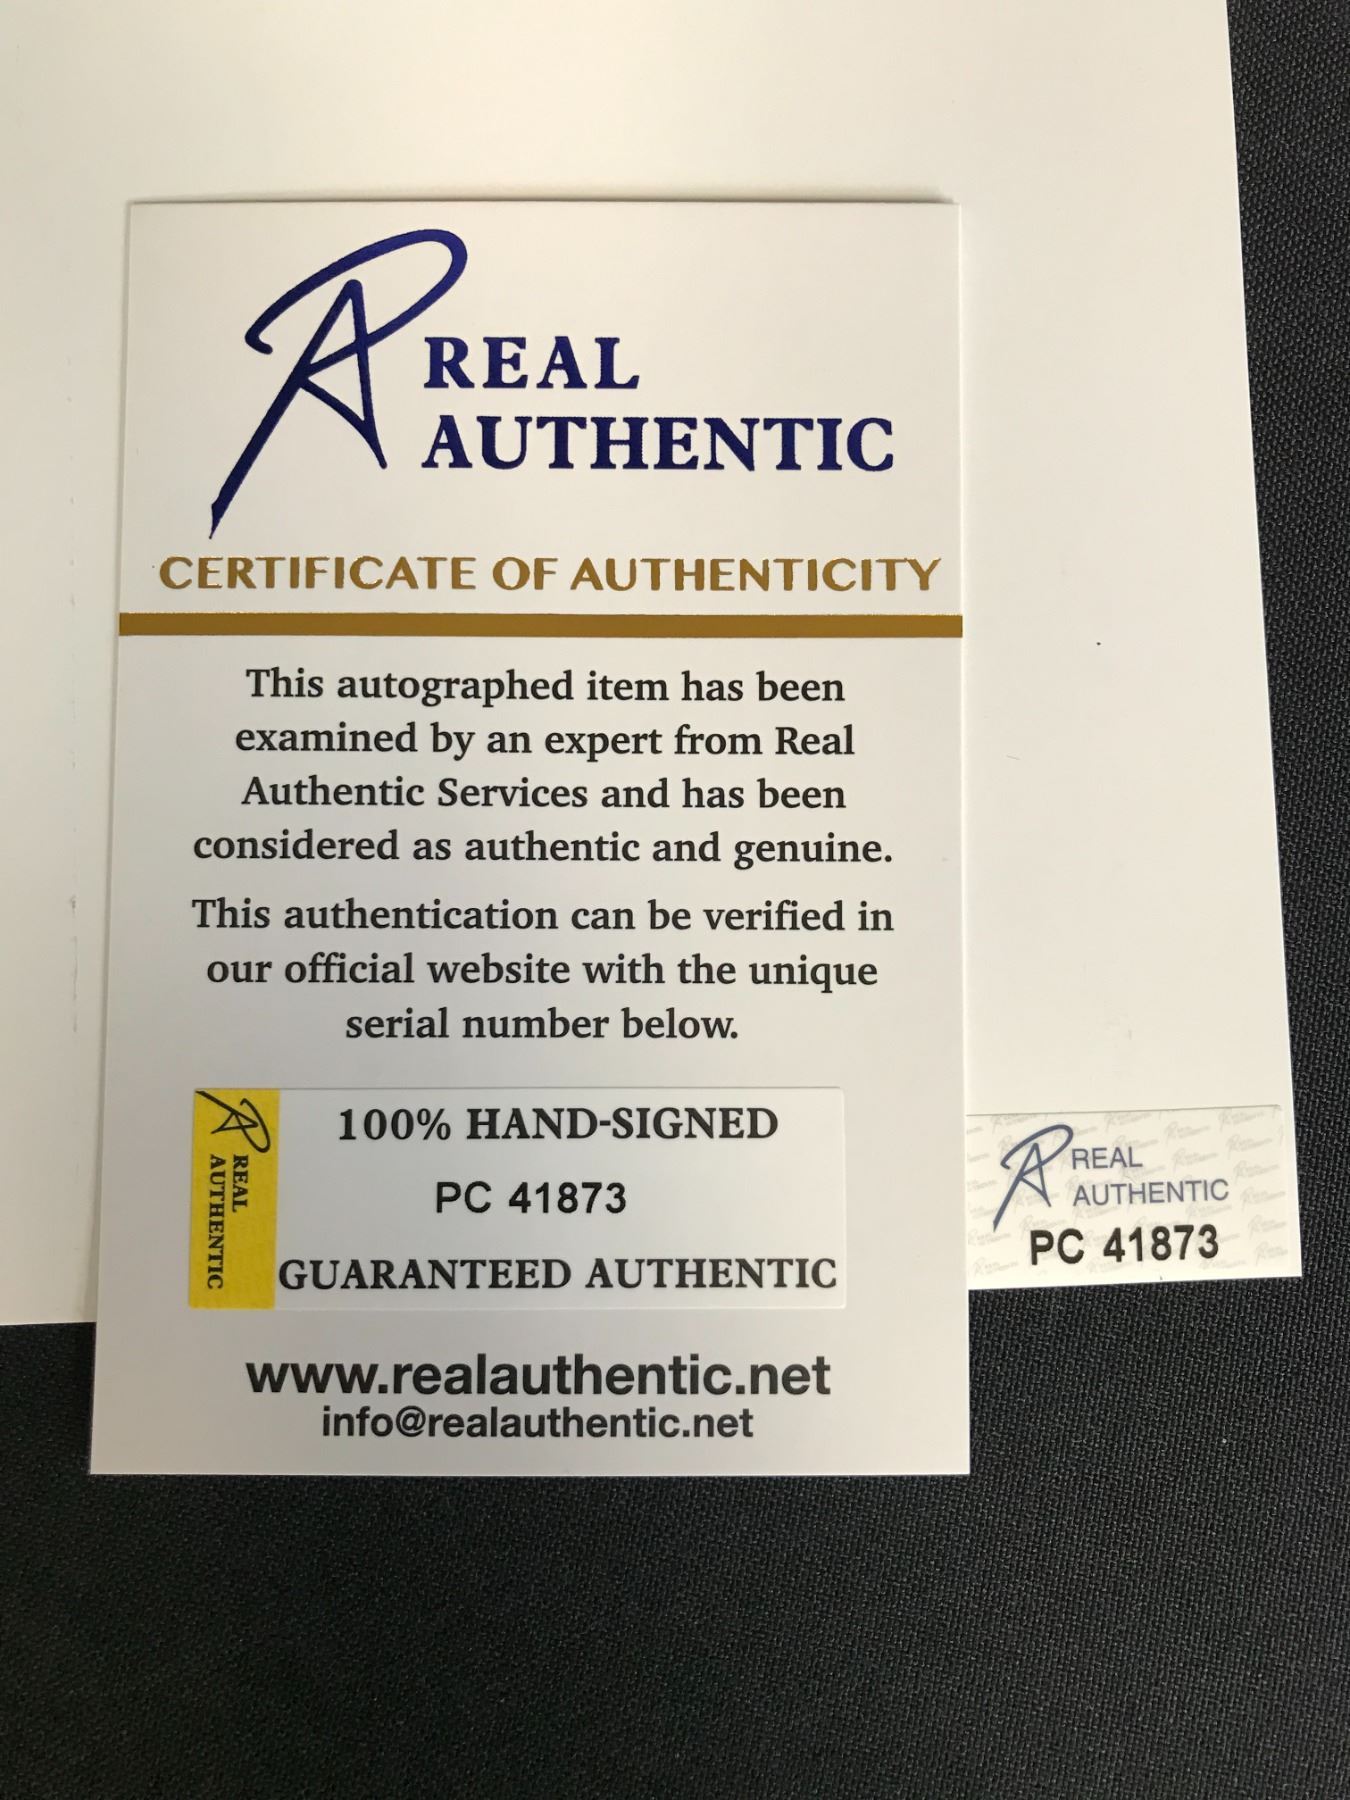 REAL
AUTHENTIC
CERTIFICATE OF AUTHENTICITY
This autographed item has been
examined by an expert from Real
Authentic Services and has been
considered as authentic and genuine.
This authentication can be verified in
our official website with the unique
serial number below.
REAL
AUTHENTIC
100% HAND-SIGNED
PC 41873
GUARANTEED AUTHENTIC
www.realauthentic.net
info@realauthentic.net
REAL
AUTHENTIC
PC 41873